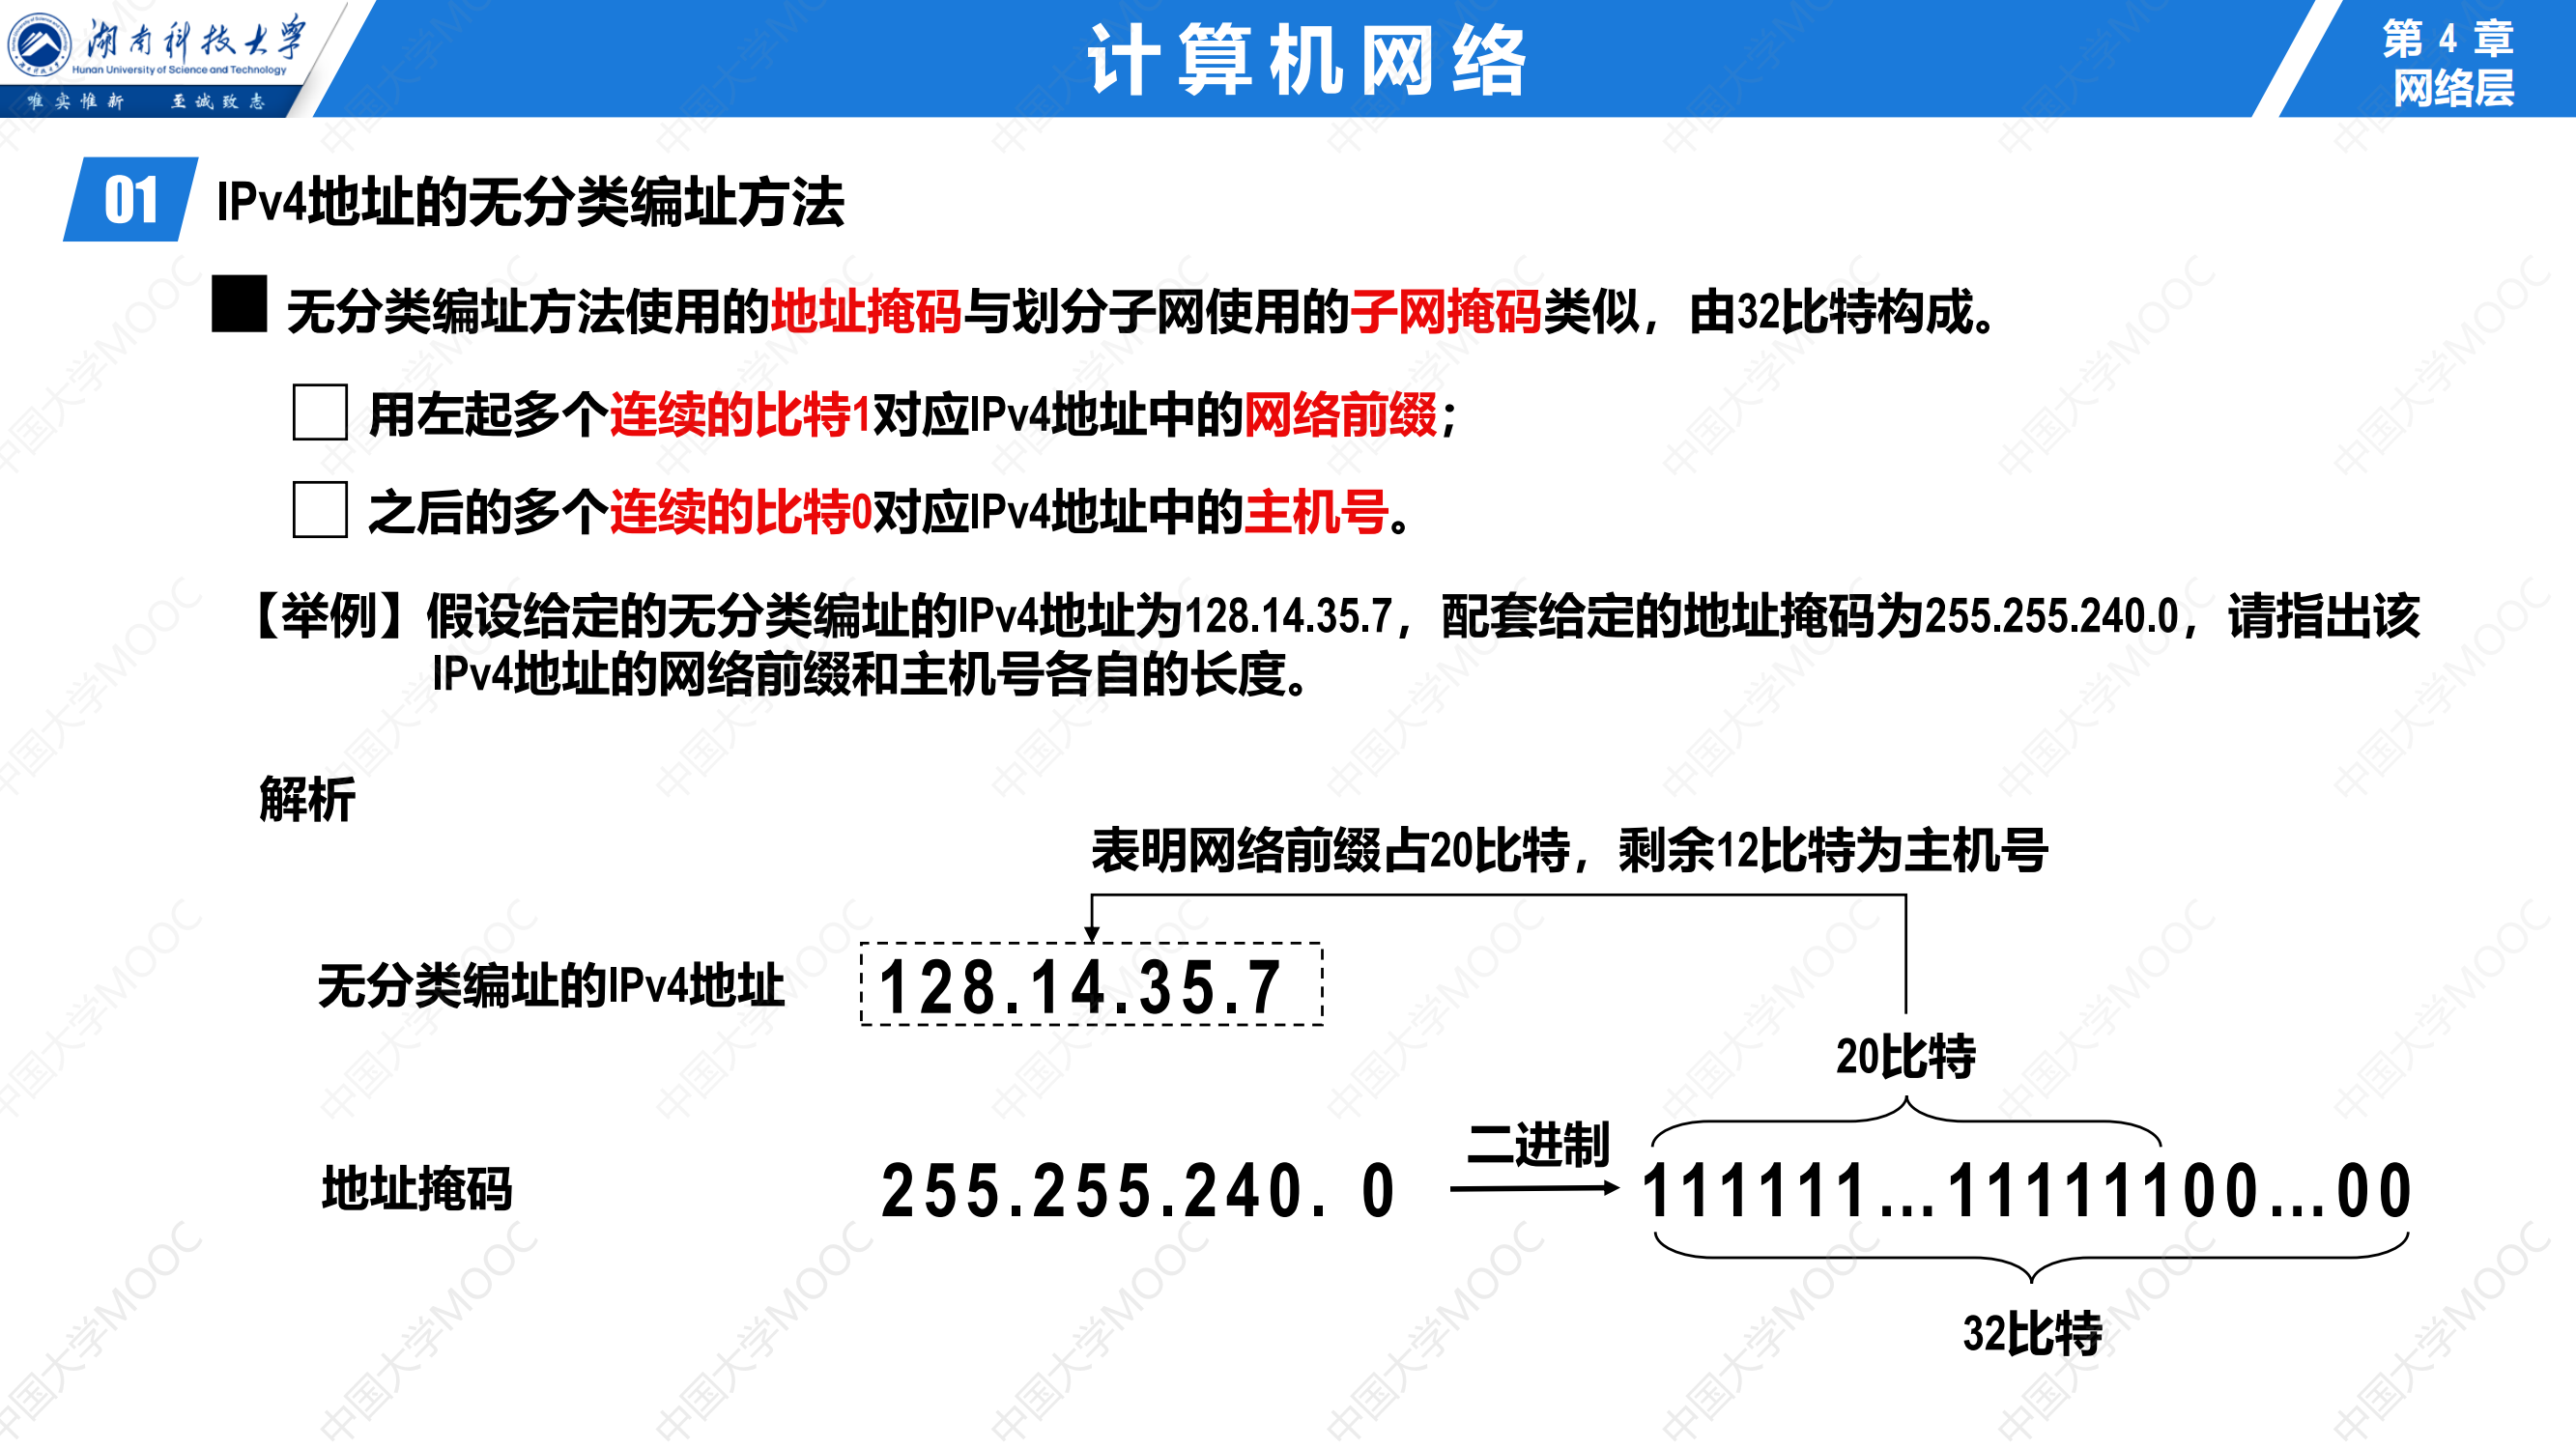 湖南科技大学
Hunan University of Science and Technology
唯实惟新 至诚致志
计算机网络
第 4 章
网络层
01 IPv4地址的无分类编址方法
无分类编址方法使用的地址掩码与划分子网使用的子网掩码类似，由32比特构成。
用左起多个连续的比特1对应IPv4地址中的网络前缀；
之后的多个连续的比特0对应IPv4地址中的主机号。
【举例】假设给定的无分类编址的IPv4地址为128.14.35.7，配套给定的地址掩码为255.255.240.0，请指出该
IPv4地址的网络前缀和主机号各自的长度。
解析
表明网络前缀占20比特，剩余12比特为主机号
无分类编址的IPv4地址 128.14.35.7
20比特
地址掩码 255.255.240. 0 二进制 111111...11111100...00
32比特
中国大学MOOC